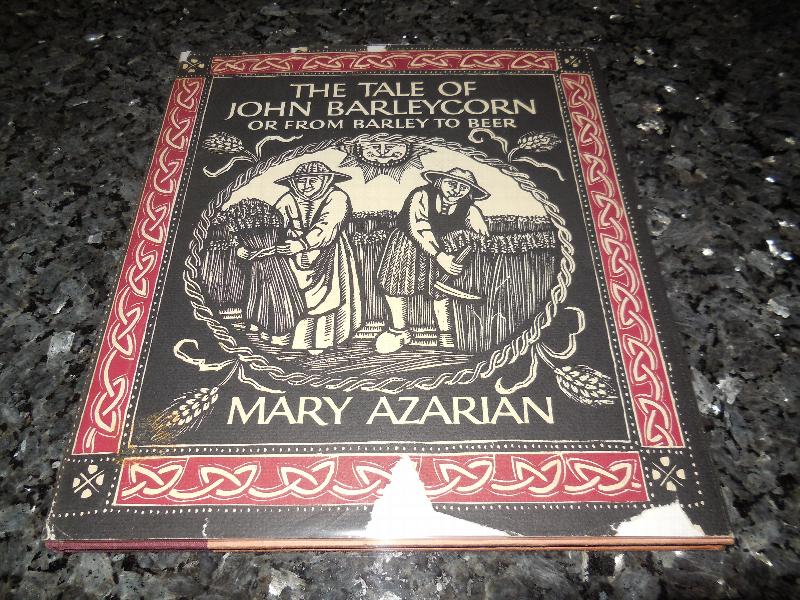 THE TALE OF
JOHN BARLEYCORN
OR FROM BARLEY TO BEER
MARY AZARIAN